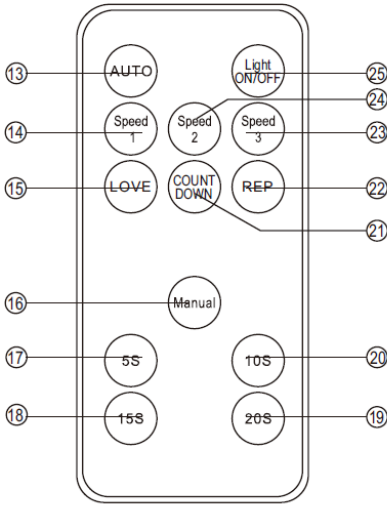 13 AUTO Light ON/OFF 25
24
14 Speed 1 Speed 2 Speed 3 23
15 LOVE COUNT DOWN REP 22
21
16 Manual
17 5S 10S 20
18 15S 20S 19